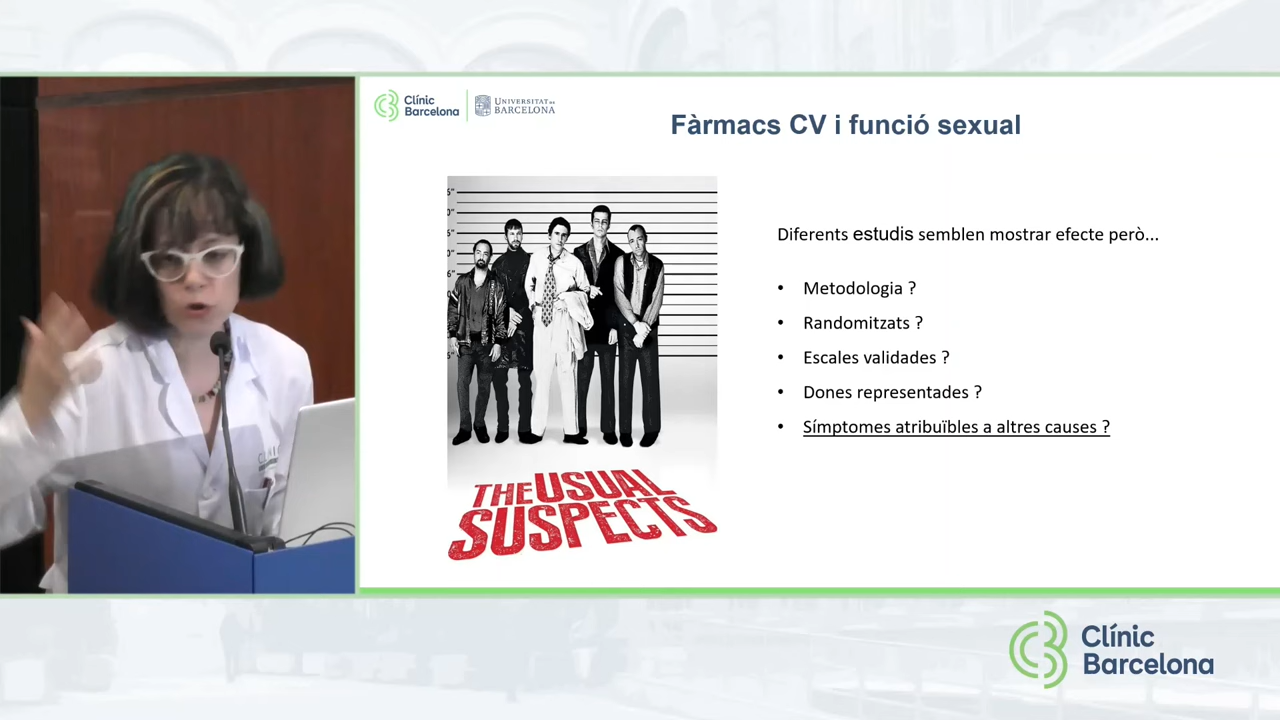 Clínic
Barcelona
UNIVERSITAT DE
BARCELONA
Fàrmacs CV i funció sexual
THE USUAL
SUSPECTS
Diferents estudis semblen mostrar efecte però...
• Metodologia ?
• Randomitzats ?
• Escales validades ?
• Dones representades ?
• Símptomes atribuïbles a altres causes ?
Clínic
Barcelona